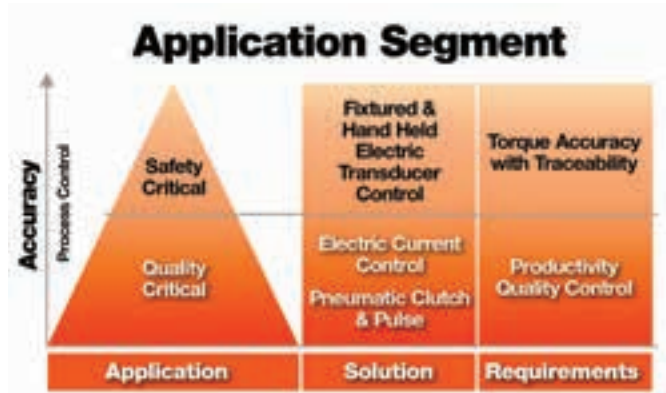 Application Segment
Accuracy
Process Control
Safety
Critical
Quality
Critical
Fixtured &
Hand Held
Electric
Transducer
Control
Electric Current
Control
Pneumatic Clutch
& Pulse
Torque Accuracy
with Traceability
Productivity
Quality Control
Application
Solution
Requirements